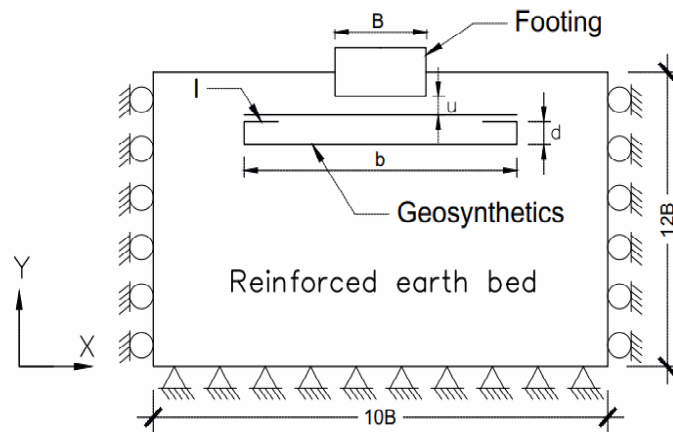 B
Footing
l
u
d
b
Geosynthetics
12B
Reinforced earth bed
Y
X
10B